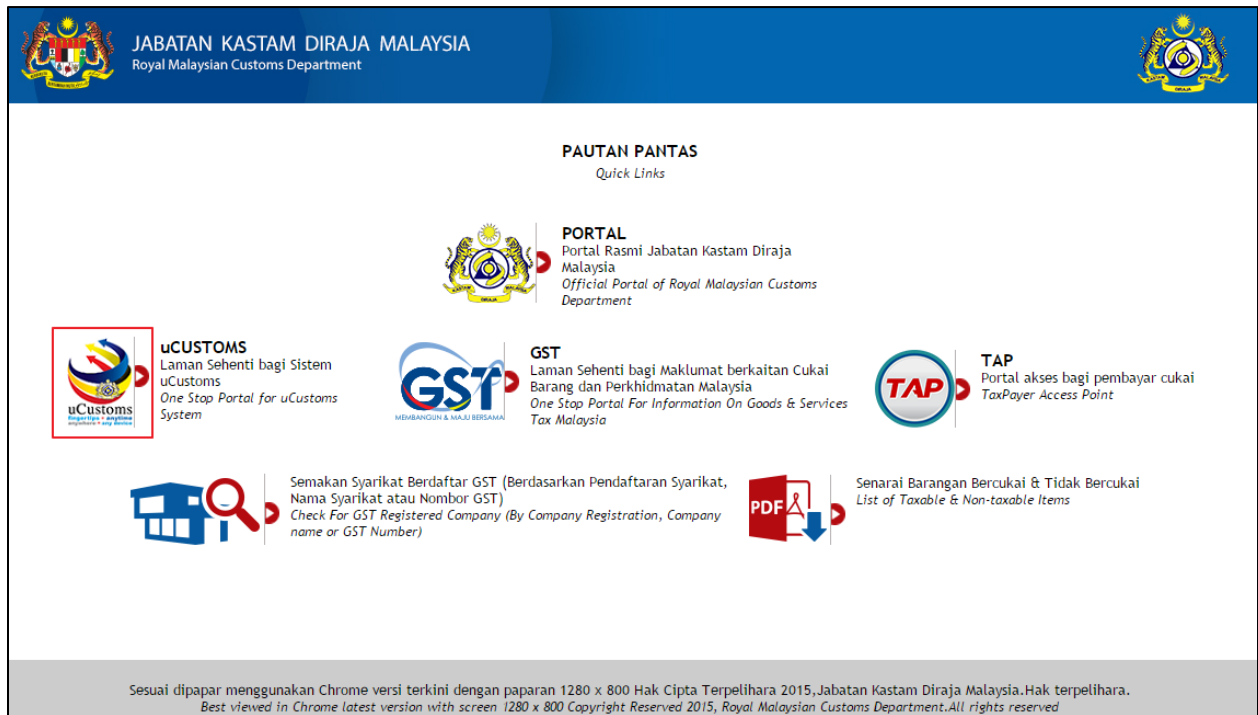 JABATAN KASTAM DIRAJA MALAYSIA
Royal Malaysian Customs Department
PAUTAN PANTAS
Quick Links
PORTAL
Portal Rasmi Jabatan Kastam Diraja
Malaysia
Official Portal of Royal Malaysian Customs
Department
uCUSTOMS
Laman Sehenti bagi Sistem
uCustoms
One Stop Portal for uCustoms
System
uCustoms
fingertips • anytime
anywhere • any device
GST
MEMBANGUN & MAJU BERSAMA
GST
Laman Sehenti bagi Maklumat berkaitan Cukai
Barang dan Perkhidmatan Malaysia
One Stop Portal For Information On Goods & Services
Tax Malaysia
TAP
TAP
Portal akses bagi pembayar cukai
TaxPayer Access Point
Semakan Syarikat Berdaftar GST (Berdasarkan Pendaftaran Syarikat,
Nama Syarikat atau Nombor GST)
Check For GST Registered Company (By Company Registration, Company
name or GST Number)
PDF
Senarai Barangan Bercukai & Tidak Bercukai
List of Taxable & Non-taxable Items
Sesuai dipapar menggunakan Chrome versi terkini dengan paparan 1280 x 800 Hak Cipta Terpelihara 2015,Jabatan Kastam Diraja Malaysia.Hak terpelihara.
Best viewed in Chrome latest version with screen 1280 x 800 Copyright Reserved 2015, Royal Malaysian Customs Department.All rights reserved